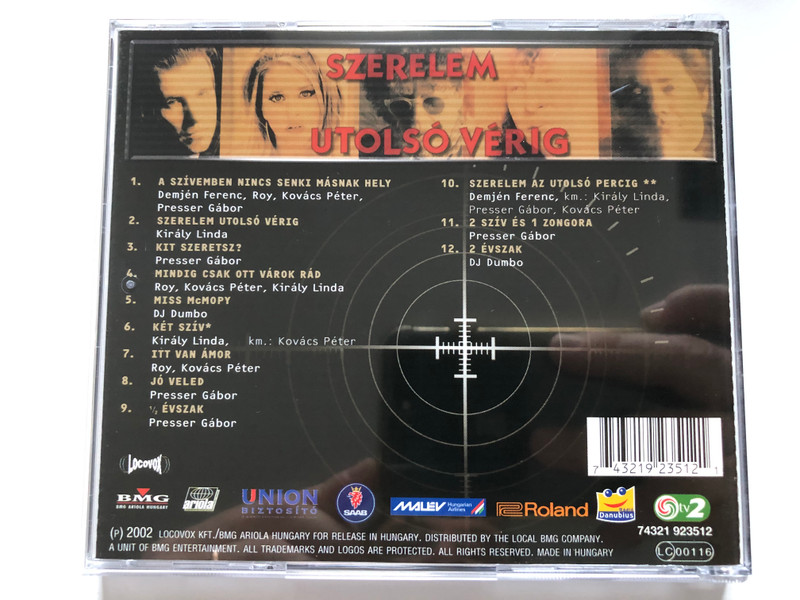 SZERELEM
UTOLSÓ VÉRIG
1. A SZÍVEMBEN NINCS SENKI MÁSNAK HELY
Demjén Ferenc, Roy, Kovács Péter,
Presser Gábor
2. SZERELEM UTOLSÓ VÉRIG
Király Linda
3. KIT SZERETSZ?
Presser Gábor
4. MINDIG CSAK OTT VÁROK RÁD
Roy, Kovács Péter, Király Linda
5. MISS McMOPY
DJ Dumbo
6. KÉT SZÍV*
Király Linda, km.: Kovács Péter
7. ITT VAN ÁMOR
Roy, Kovács Péter
8. JÓ VELED
Presser Gábor
9. ½ ÉVSZAK
Presser Gábor
10. SZERELEM AZ UTOLSÓ PERCIG **
Demjén Ferenc, km.: Király Linda,
Presser Gábor, Kovács Péter
11. 2 SZÍV ÉS 1 ZONGORA
Presser Gábor
12. 2 ÉVSZAK
DJ Dumbo
7 43219 23512 1
LOCOVOX
BMG
BMG ARIOLA HUNGARY
ariola
UNION
BIZTOSÍTÓ
SAAB
MALEV Hungarian
Airlines
Roland
Danubius
tv2
74321 923512
(P) 2002 LOCOVOX KFT./BMG ARIOLA HUNGARY FOR RELEASE IN HUNGARY. DISTRIBUTED BY THE LOCAL BMG COMPANY.
A UNIT OF BMG ENTERTAINMENT. ALL TRADEMARKS AND LOGOS ARE PROTECTED. ALL RIGHTS RESERVED. MADE IN HUNGARY
LC 00116